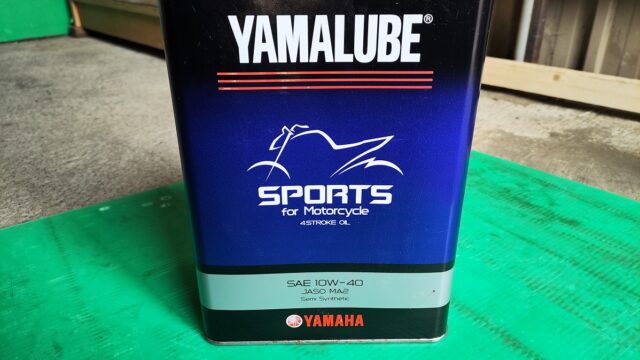 YAMALUBE®
SPORTS
for Motorcycle
4STROKE OIL
SAE 10W-40
JASO MA2
Semi Synthetic
YAMAHA